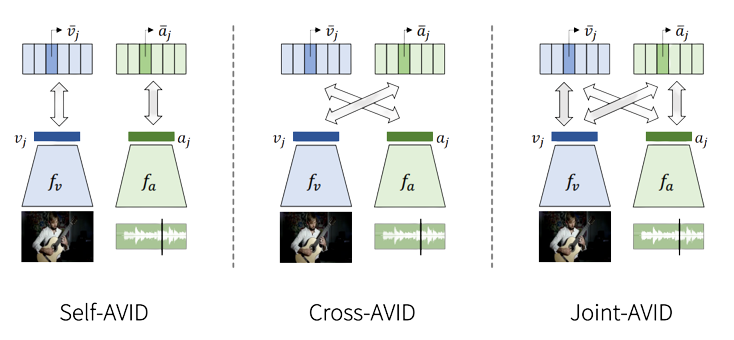 v̄ⱼ āⱼ v̄ⱼ āⱼ v̄ⱼ āⱼ
vⱼ aⱼ vⱼ aⱼ vⱼ aⱼ
fᵥ fₐ fᵥ fₐ fᵥ fₐ
Self-AVID Cross-AVID Joint-AVID